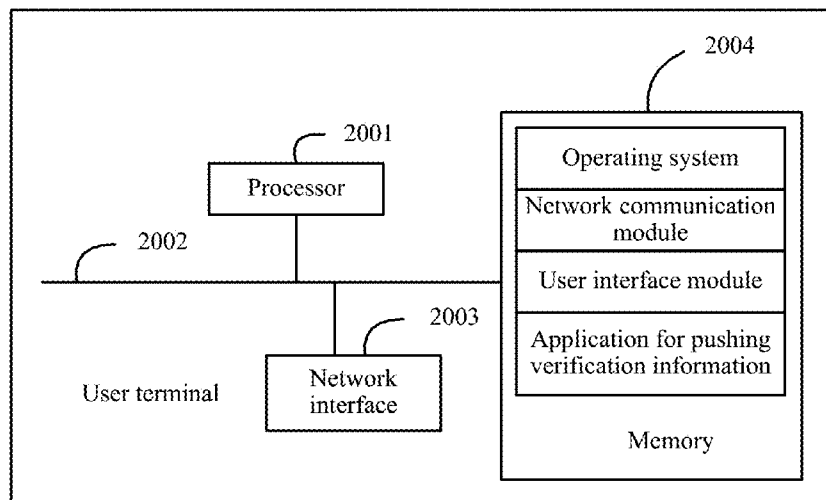 2004
2001
Processor
Operating system
Network communication
module
2002
User interface module
2003
Application for pushing
verification information
User terminal
Network
interface
Memory